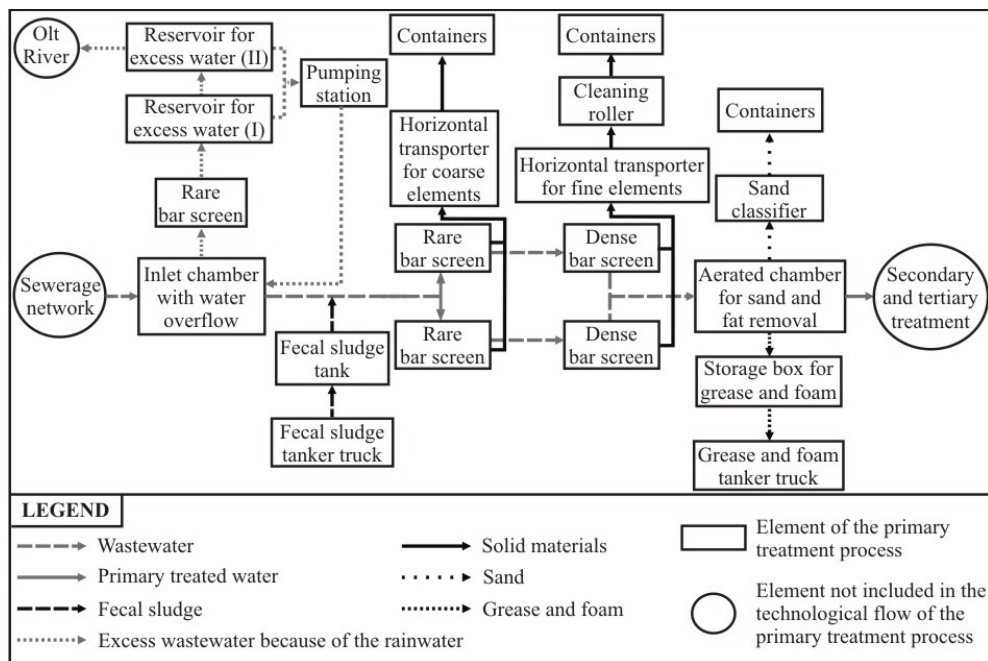 Olt
River
Reservoir for
excess water (II)
Reservoir for
excess water (I)
Pumping
station
Rare
bar screen
Sewerage
network
Inlet chamber
with water
overflow
Fecal sludge
tank
Fecal sludge
tanker truck
Containers
Horizontal
transporter
for coarse
elements
Rare
bar screen
Rare
bar screen
Containers
Cleaning
roller
Horizontal transporter
for fine elements
Dense
bar screen
Dense
bar screen
Containers
Sand
classifier
Aerated chamber
for sand and
fat removal
Secondary
and tertiary
treatment
Storage box for
grease and foam
Grease and foam
tanker truck
LEGEND
Wastewater
Primary treated water
Fecal sludge
Excess wastewater because of the rainwater
Solid materials
Sand
Grease and foam
Element of the primary
treatment process
Element not included in the
technological flow of the
primary treatment process